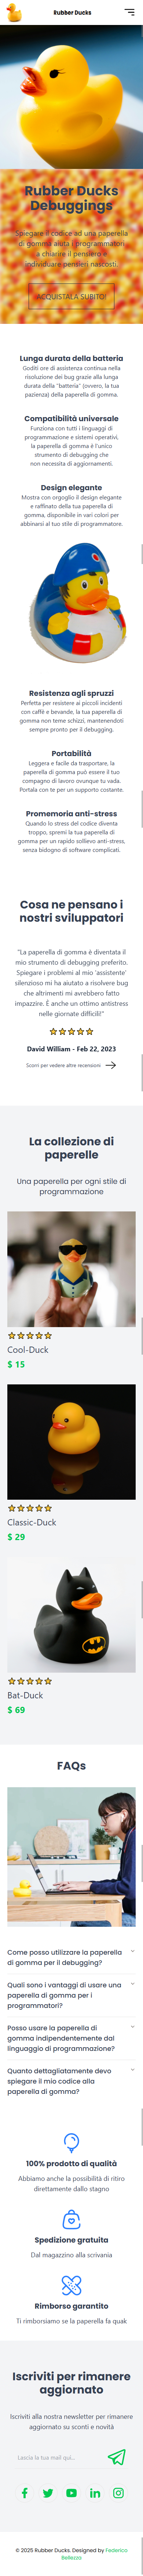 Rubber Ducks
Rubber Ducks
Debuggings
Spiegare il codice ad una paperella
di gomma aiuta i programmatori
a chiarire il pensiero e
individuare pensieri nascosti.
ACQUISTALA SUBITO!
Lunga durata della batteria
Goditi ore di assistenza continua nella
risoluzione dei bug grazie alla lunga
durata della "batteria" (ovvero, la tua
pazienza) della paperella di gomma.
Compatibilità universale
Funziona con tutti i linguaggi di
programmazione e sistemi operativi,
la paperella di gomma è l'unico
strumento di debugging che
non necessita di aggiornamenti.
Design elegante
Mostra con orgoglio il design elegante
e raffinato della tua paperella di
gomma, disponibile in vari colori per
abbinarsi al tuo stile di programmatore.
Resistenza agli spruzzi
Perfetta per resistere ai piccoli incidenti
con caffè e bevande, la tua paperella di
gomma non teme schizzi, mantenendoti
sempre pronto per il debugging.
Portabilità
Leggera e facile da trasportare, la
paperella di gomma può essere il tuo
compagno di lavoro ovunque tu vada.
Portala con te per un supporto costante.
Promemoria anti-stress
Quando lo stress del codice diventa
troppo, spremi la tua paperella di
gomma per un rapido sollievo anti-stress,
senza bisogno di software complicati.
Cosa ne pensano i
nostri sviluppatori
"La paperella di gomma è diventata il
mio strumento di debugging preferito.
Spiegare i problemi al mio 'assistente'
silenzioso mi ha aiutato a risolvere bug
che altrimenti mi avrebbero fatto
impazzire. È anche un ottimo antistress
nelle giornate difficili!"
David William - Feb 22, 2023
Scorri per vedere altre recensioni
La collezione di
paperelle
Una paperella per ogni stile di
programmazione
Cool-Duck
$ 15
Classic-Duck
$ 29
Bat-Duck
$ 69
FAQs
Come posso utilizzare la paperella
di gomma per il debugging?
Quali sono i vantaggi di usare una
paperella di gomma per i
programmatori?
Posso usare la paperella di
gomma indipendentemente dal
linguaggio di programmazione?
Quanto dettagliatamente devo
spiegare il mio codice alla
paperella di gomma?
100% prodotto di qualità
Abbiamo anche la possibilità di ritiro
direttamente dallo stagno
Spedizione gratuita
Dal magazzino alla scrivania
Rimborso garantito
Ti rimborsiamo se la paperella fa quak
Iscriviti per rimanere
aggiornato
Iscriviti alla nostra newsletter per rimanere
aggiornato su sconti e novità
Lascia la tua mail qui...
© 2025 Rubber Ducks. Designed by Federico
Bellezza